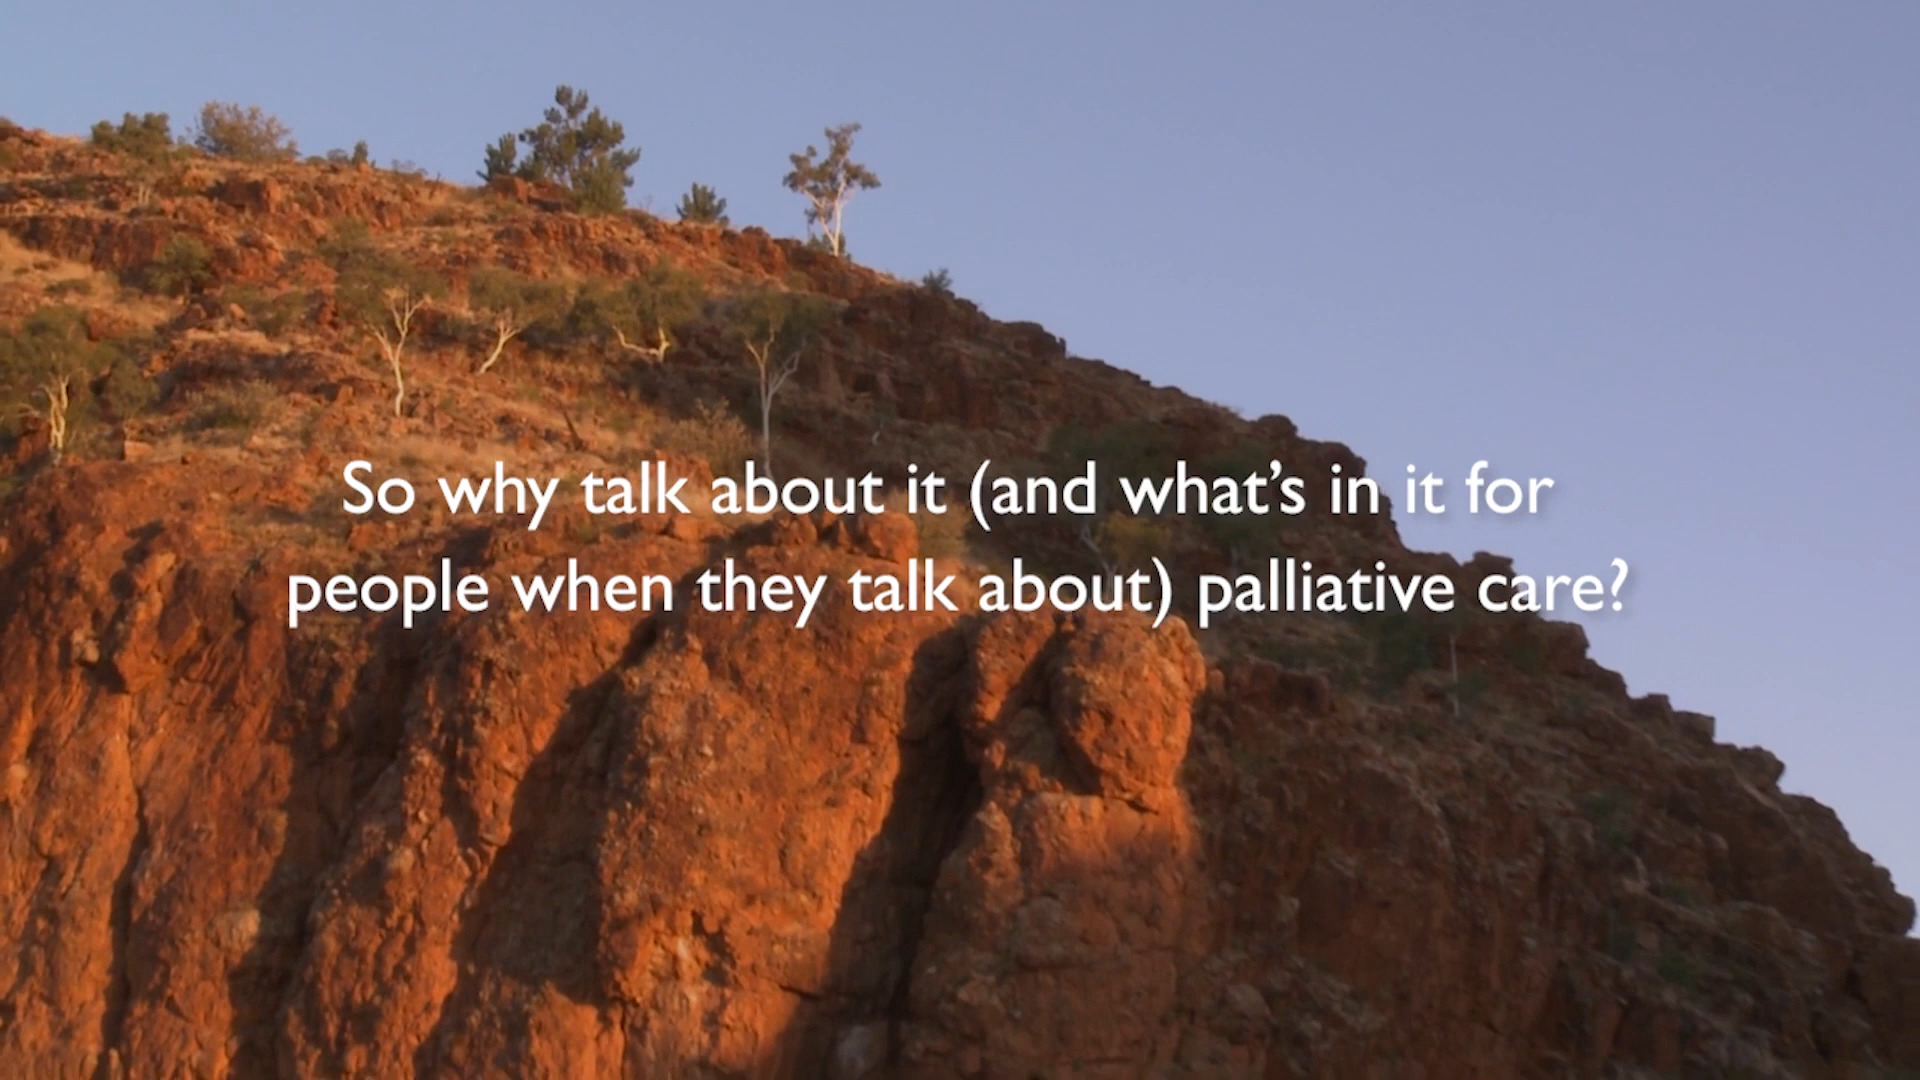 So why talk about it (and what’s in it for
people when they talk about) palliative care?